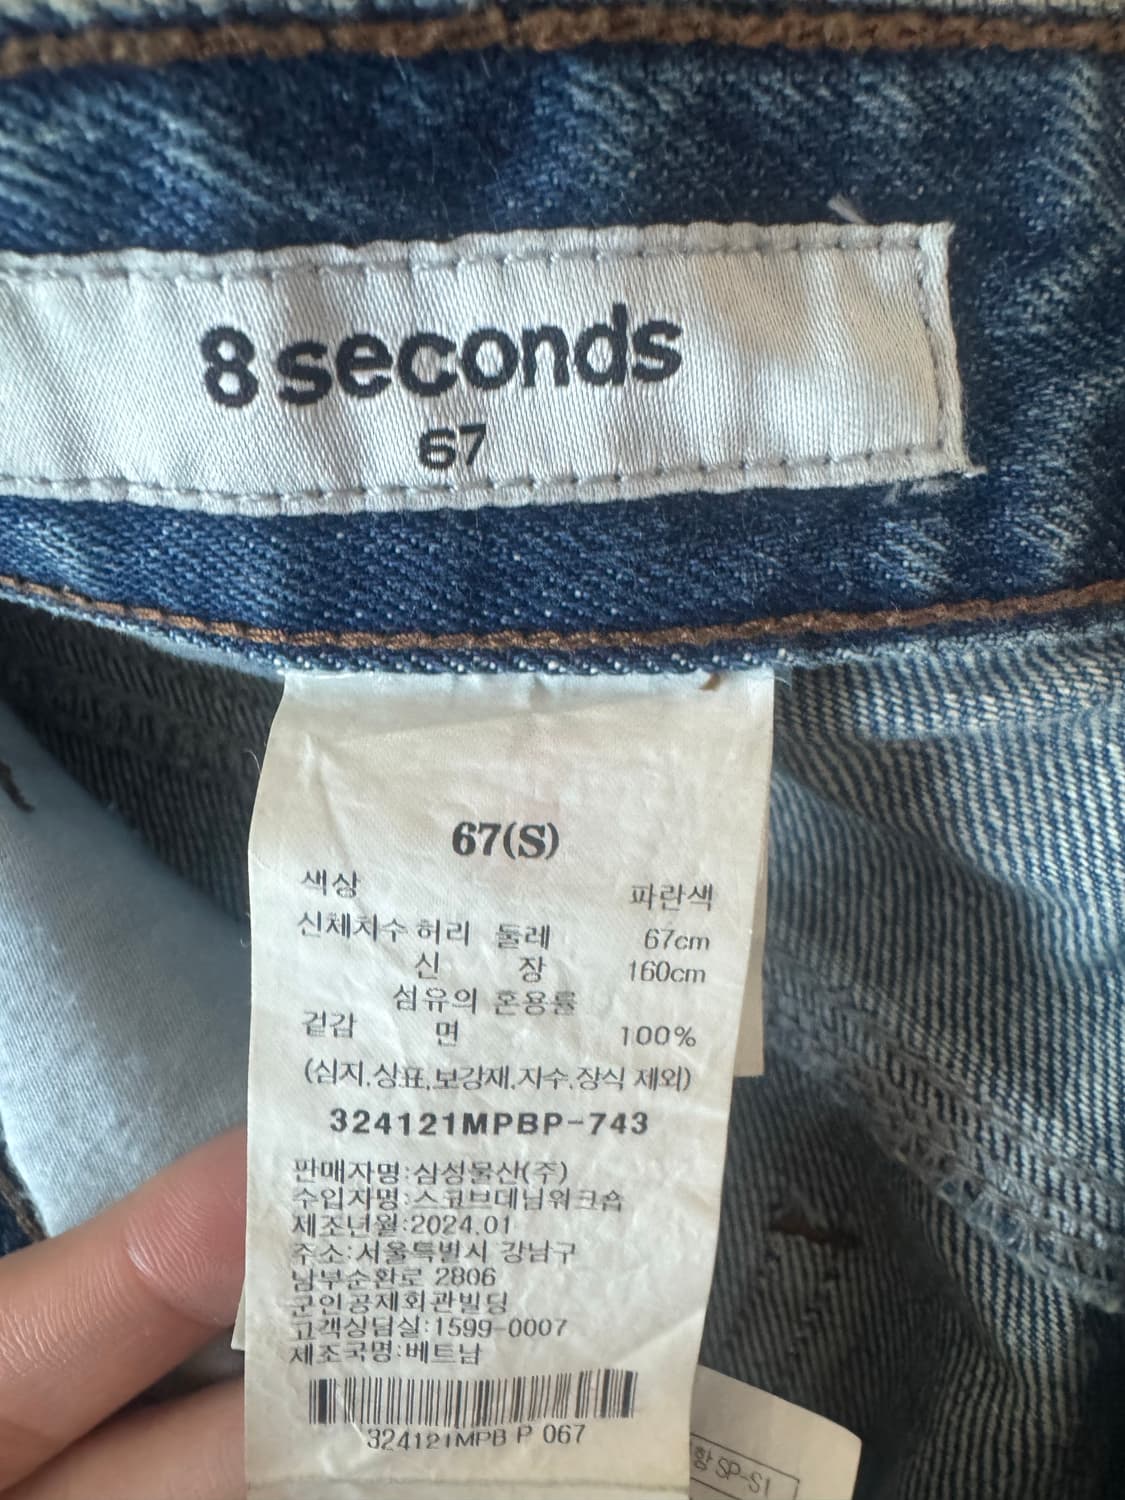 8 seconds
67
67(S)
색상 파란색
신체치수 허리 둘레 67cm
신 장 160cm
섬유의 혼용률
겉감 면 100%
(심지,상표,보강재,자수,장식 제외)
324121MPBP-743
판매자명:삼성물산(주)
수입자명:스코브데님워크숍
제조년월:2024.01
주소:서울특별시 강남구
남부순환로 2806
군인공제회관빌딩
고객상담실:1599-0007
제조국명:베트남
324121MPB P 067
항 SP-S1